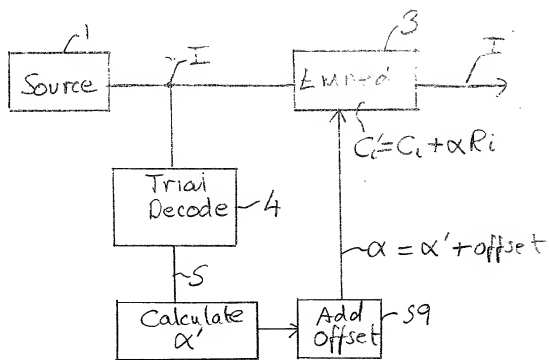 1
Source
I
3
Embed
I
C'i = Ci + αRi
Trial
Decode
4
S
α = α' + offset
Calculate
α'
Add
Offset
S9